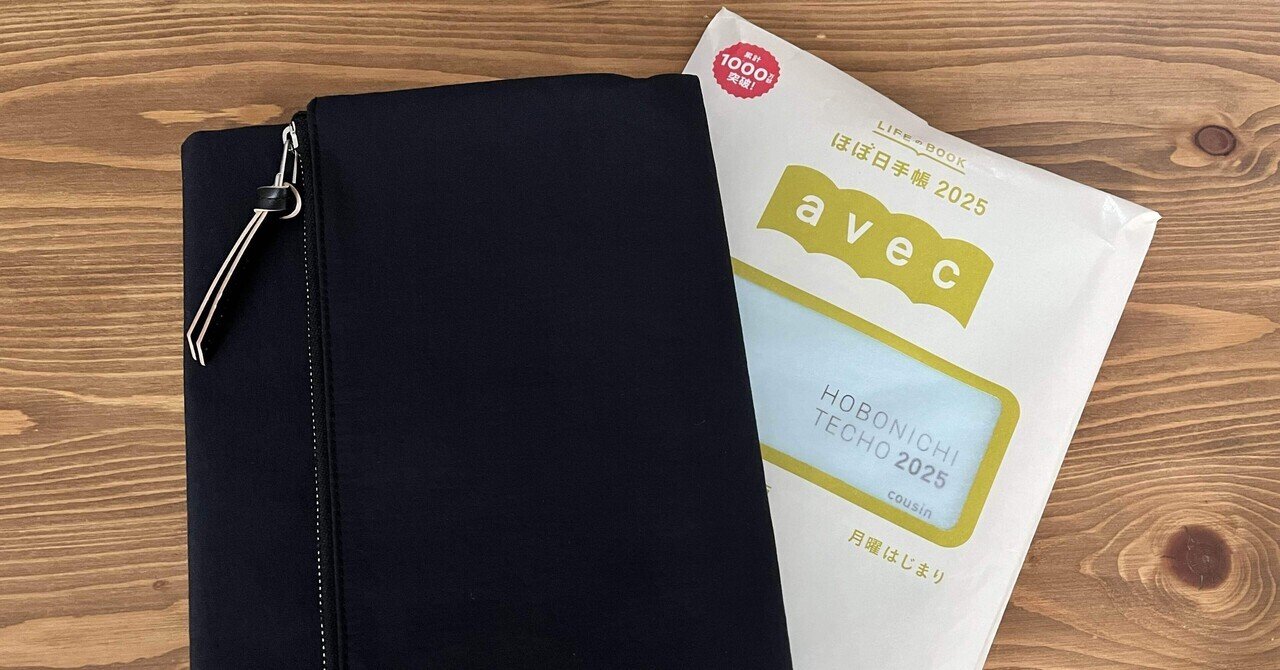 累計
1000万部
突破!
LIFEのBOOK
ほぼ日手帳 2025
avec
HOBONICHI
TECHO 2025
cousin
月曜はじまり